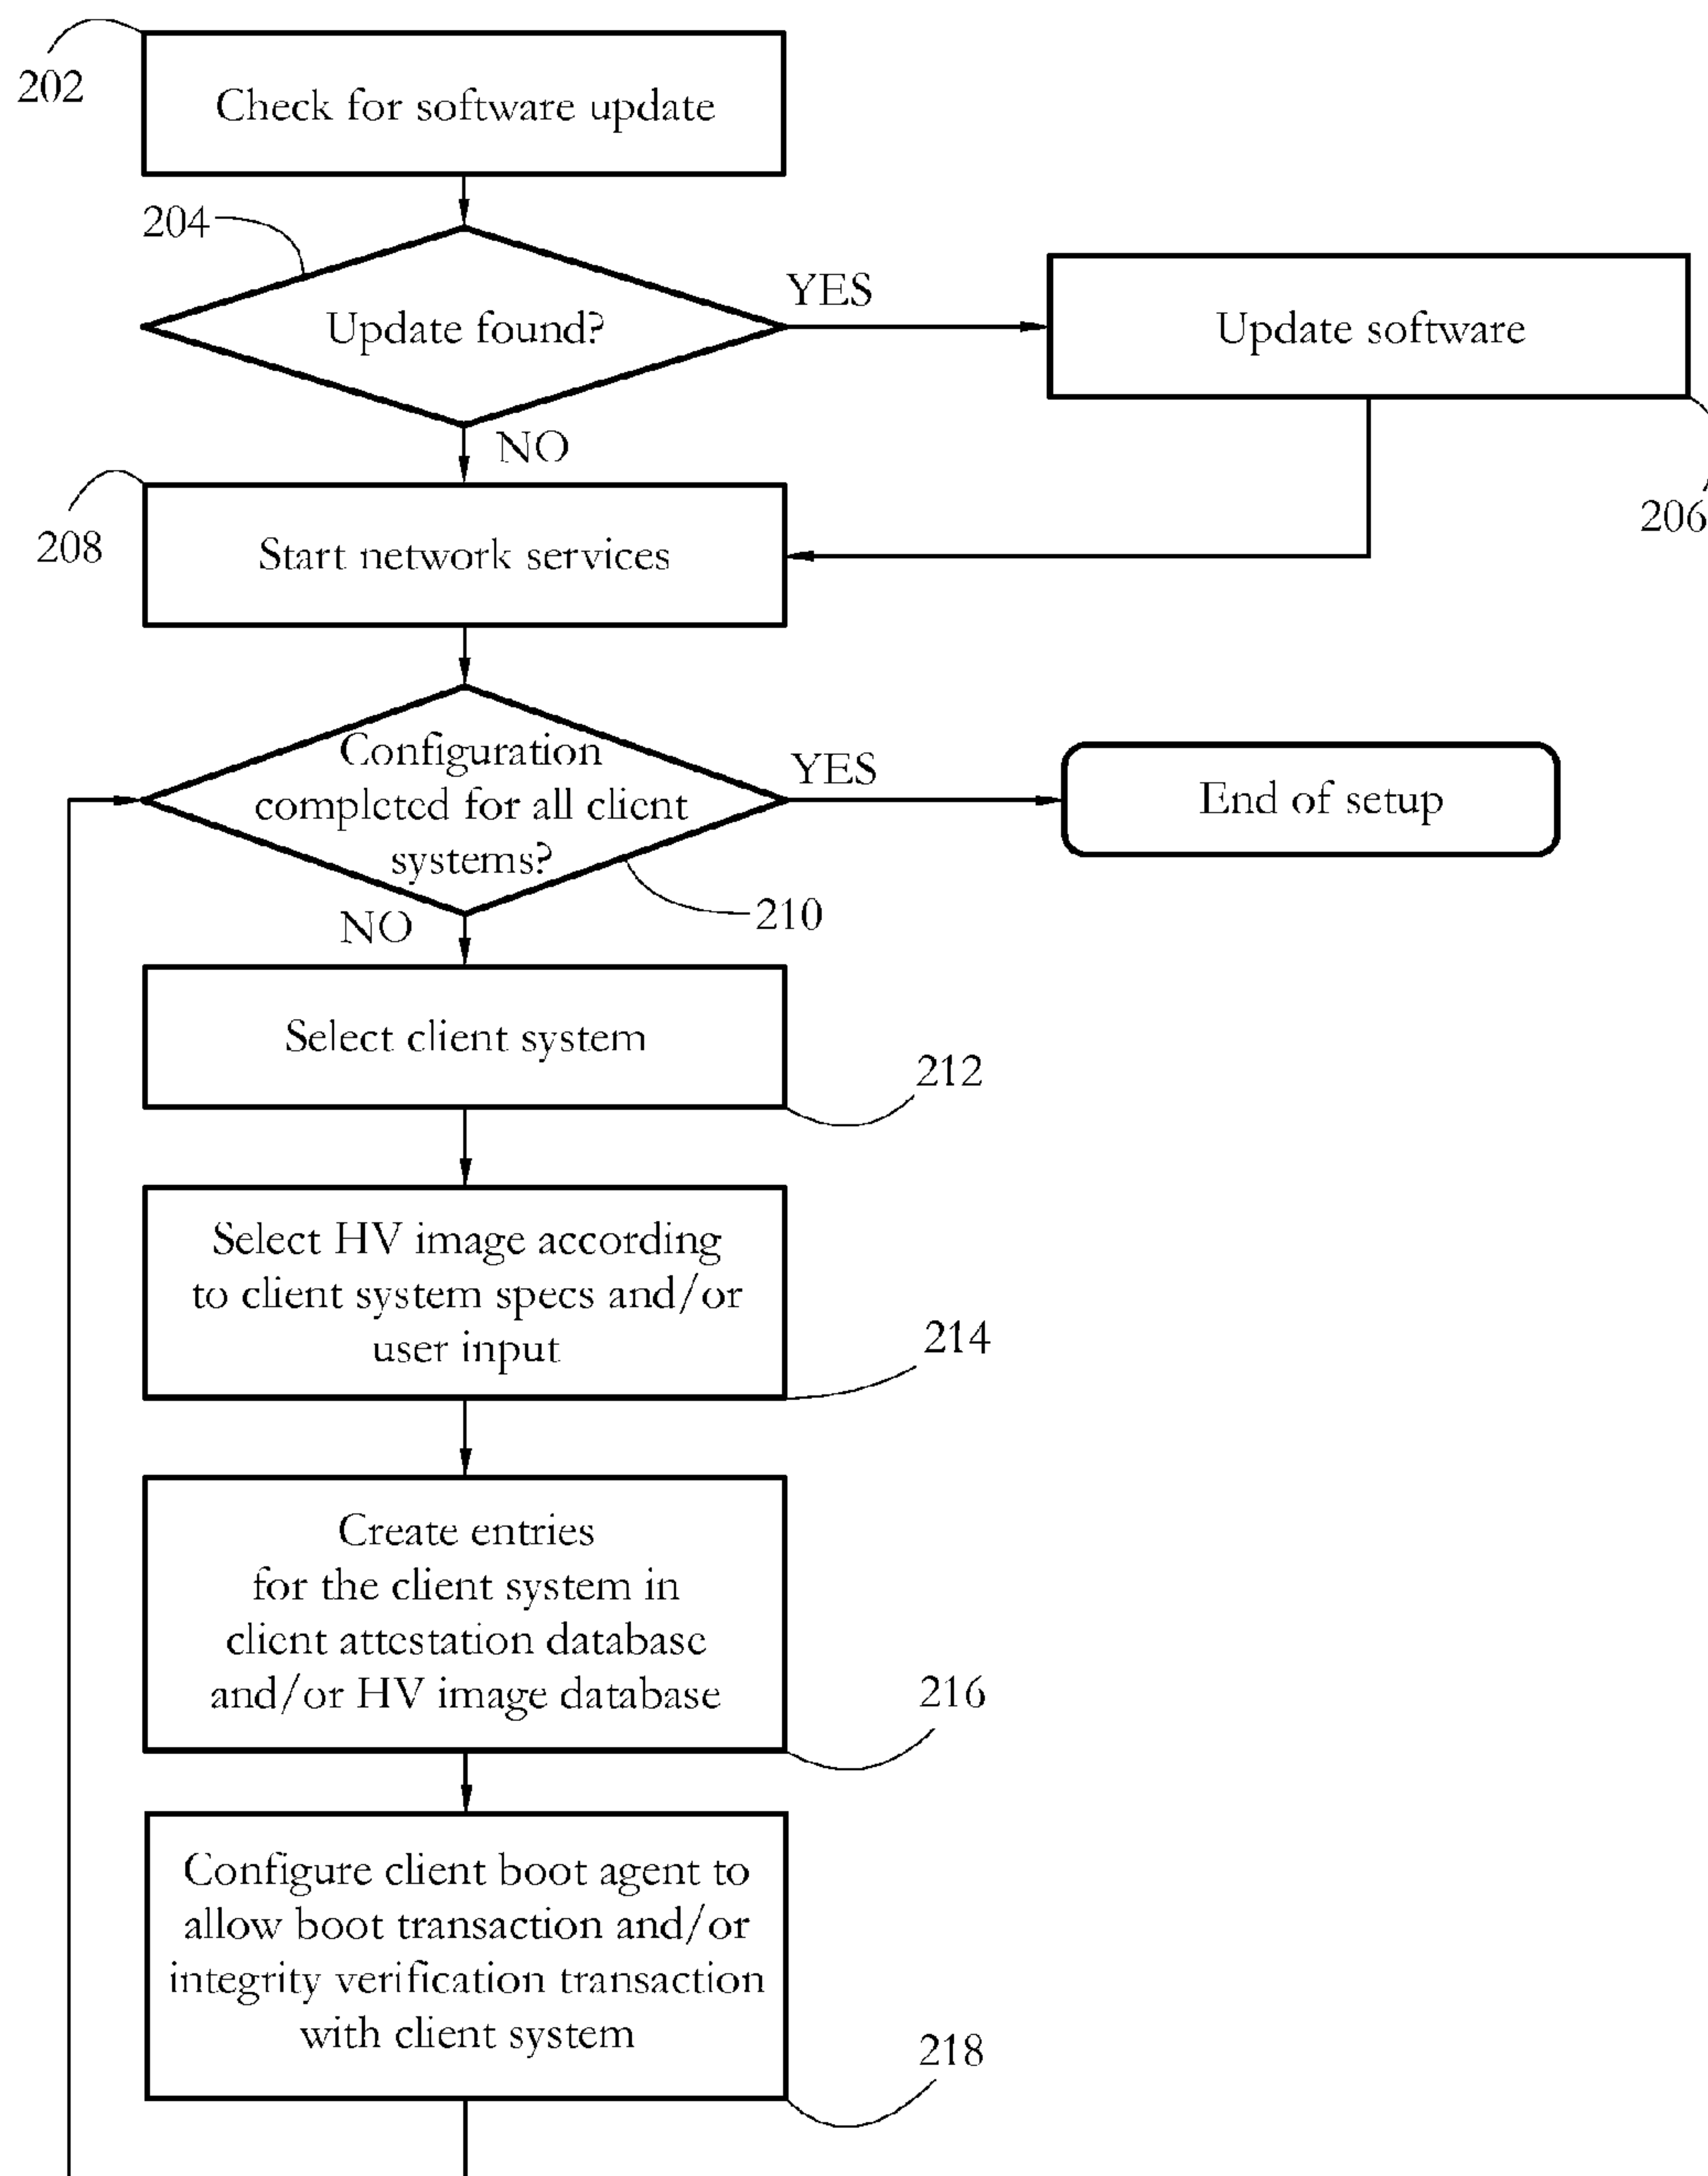 202
Check for software update
204
Update found?
YES
Update software
NO
206
208
Start network services
Configuration
completed for all client
systems?
YES
End of setup
210
NO
Select client system
212
Select HV image according
to client system specs and/or
user input
214
Create entries
for the client system in
client attestation database
and/or HV image database
216
Configure client boot agent to
allow boot transaction and/or
integrity verification transaction
with client system
218